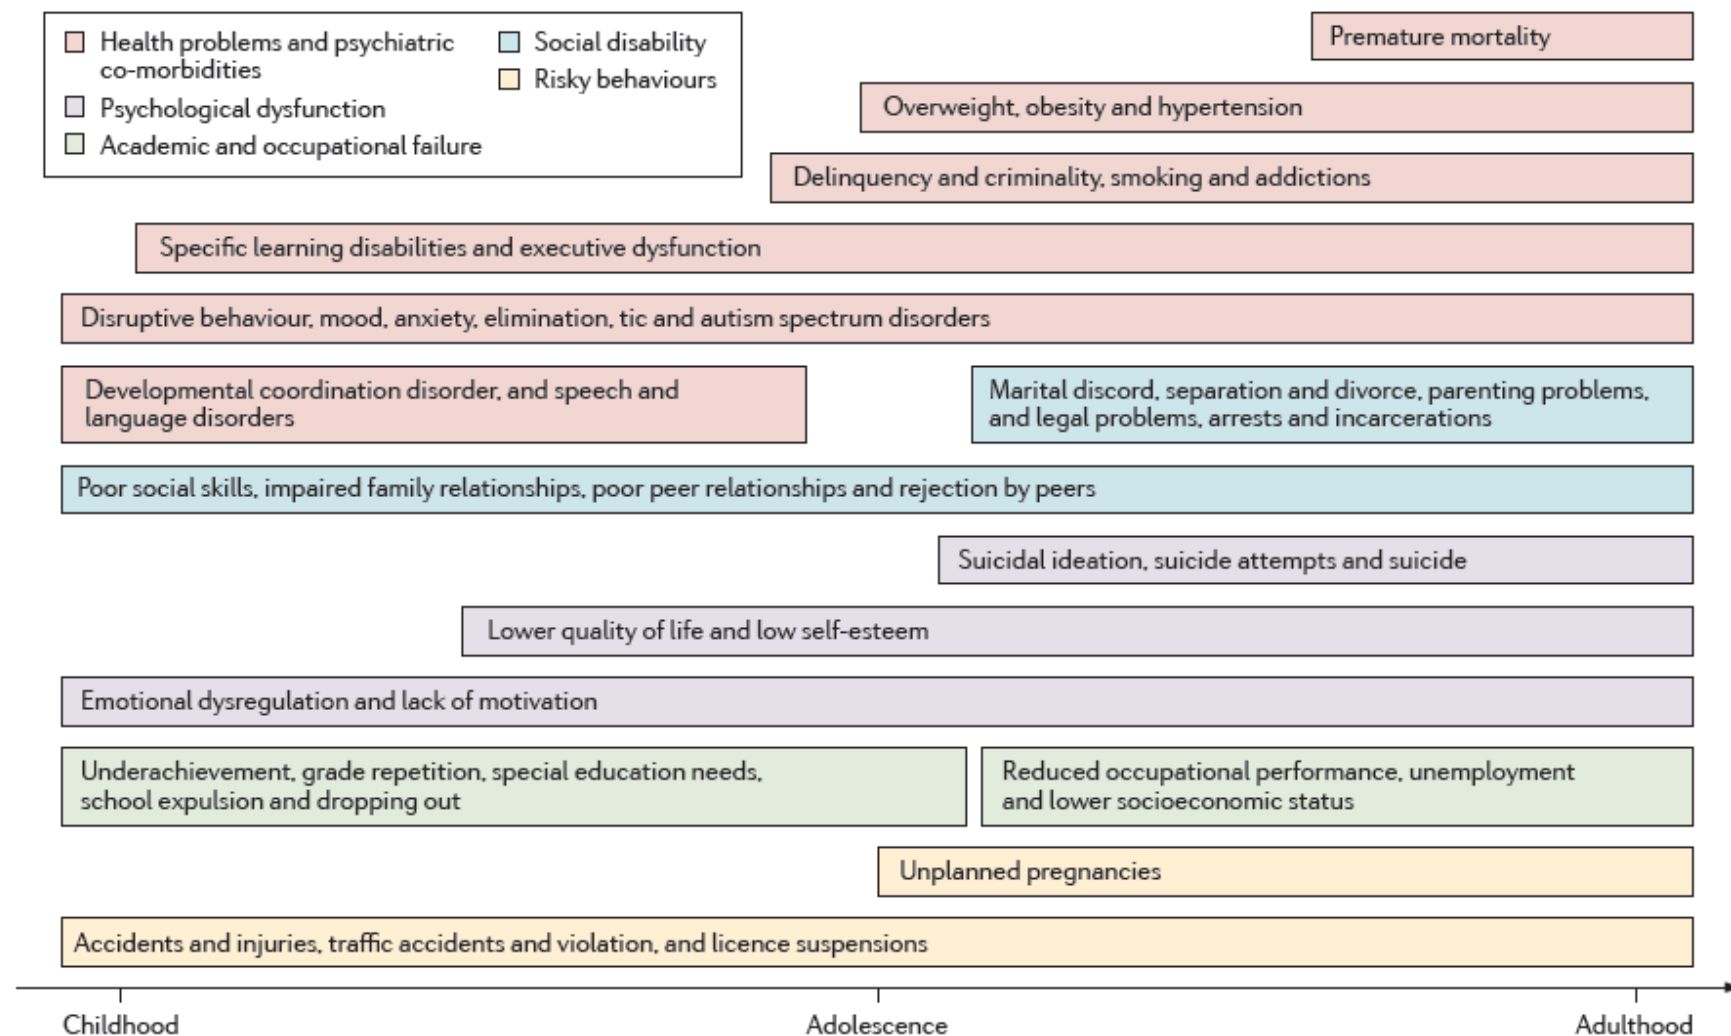 Health problems and psychiatric
co-morbidities
Psychological dysfunction
Academic and occupational failure
Social disability
Risky behaviours
Premature mortality
Overweight, obesity and hypertension
Delinquency and criminality, smoking and addictions
Specific learning disabilities and executive dysfunction
Disruptive behaviour, mood, anxiety, elimination, tic and autism spectrum disorders
Developmental coordination disorder, and speech and
language disorders
Marital discord, separation and divorce, parenting problems,
and legal problems, arrests and incarcerations
Poor social skills, impaired family relationships, poor peer relationships and rejection by peers
Suicidal ideation, suicide attempts and suicide
Lower quality of life and low self-esteem
Emotional dysregulation and lack of motivation
Underachievement, grade repetition, special education needs,
school expulsion and dropping out
Reduced occupational performance, unemployment
and lower socioeconomic status
Unplanned pregnancies
Accidents and injuries, traffic accidents and violation, and licence suspensions
Childhood
Adolescence
Adulthood